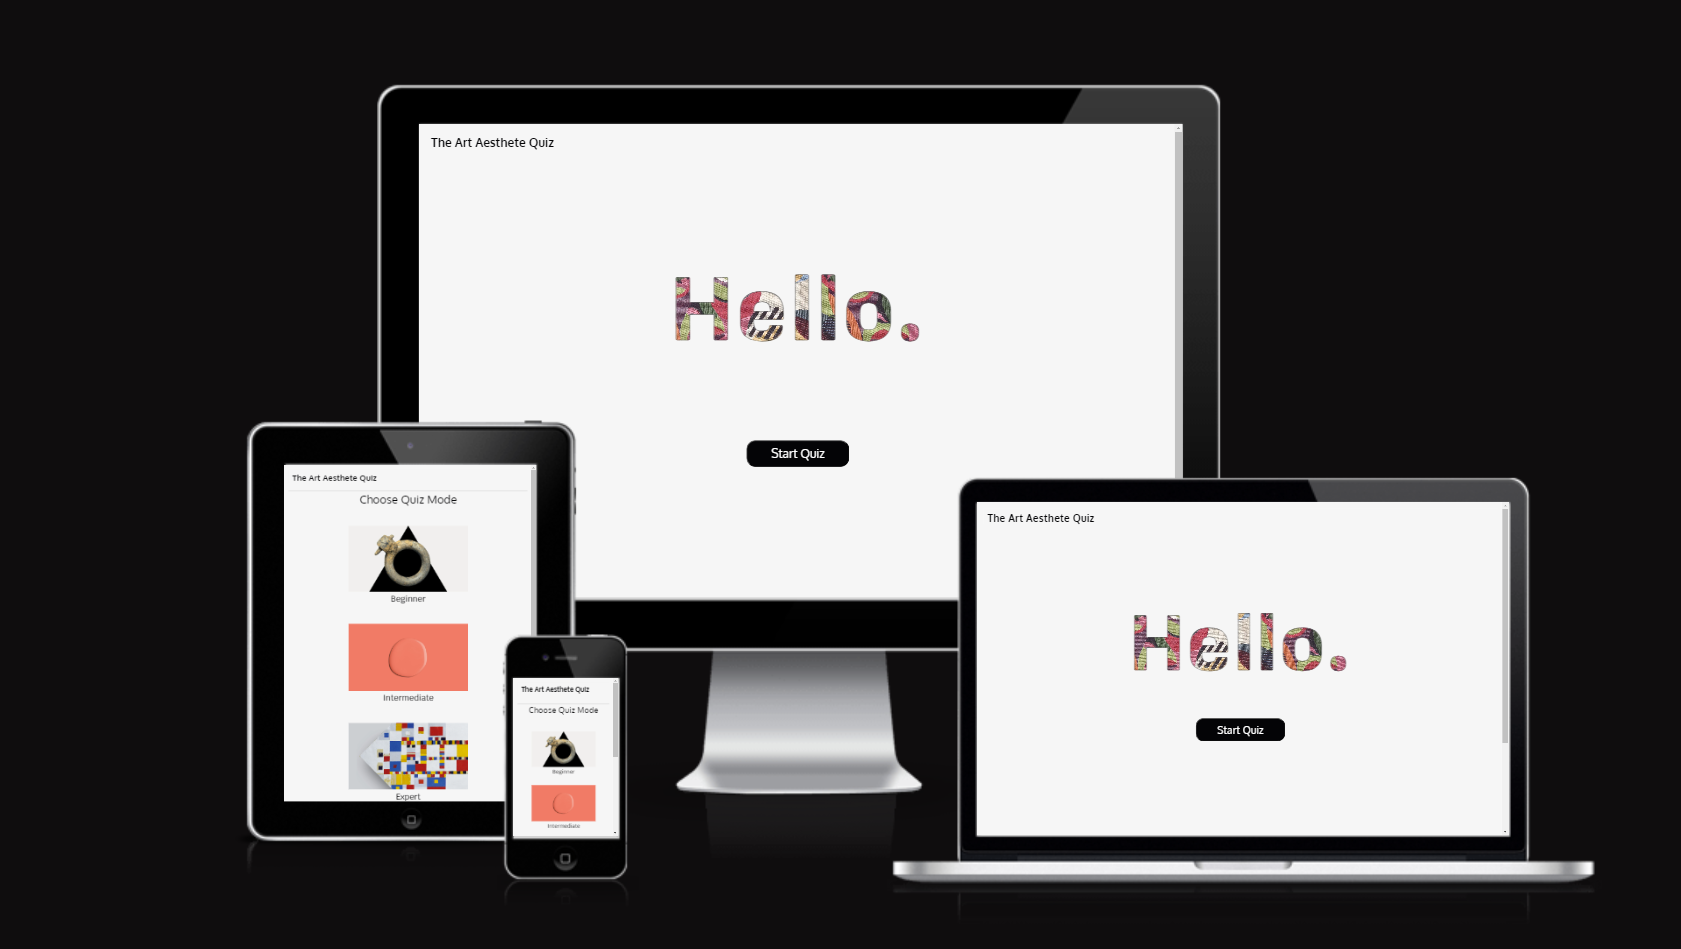 The Art Aesthete Quiz
Hello.
Start Quiz
The Art Aesthete Quiz
Choose Quiz Mode
Beginner
Intermediate
Expert
The Art Aesthete Quiz
Choose Quiz Mode
Beginner
Intermediate
The Art Aesthete Quiz
Hello.
Start Quiz